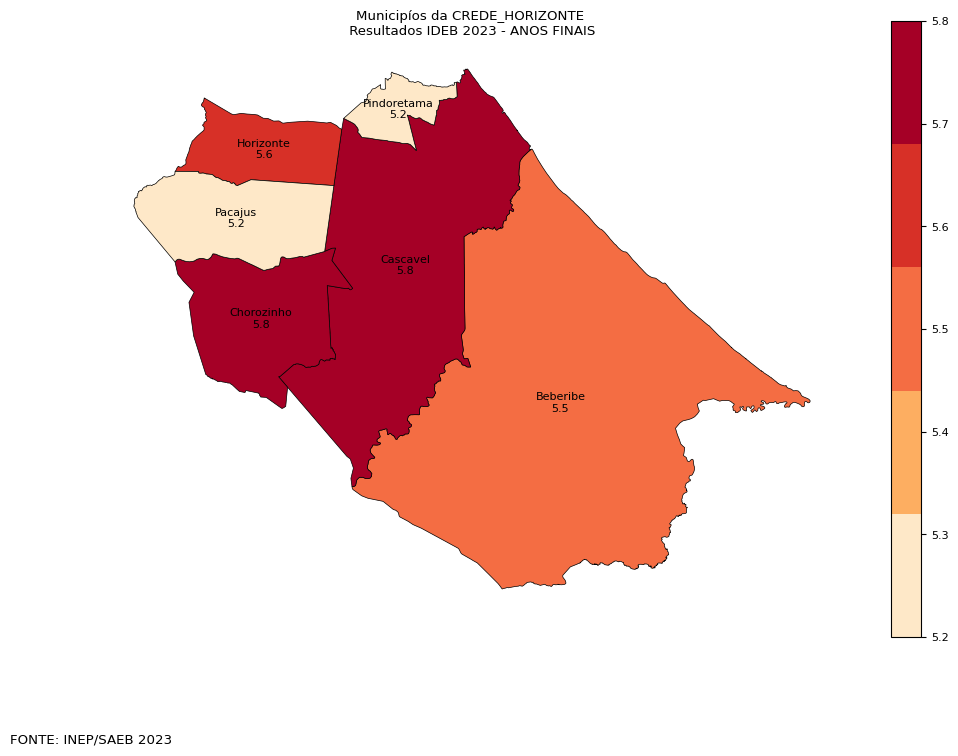 Municipíos da CREDE_HORIZONTE
Resultados IDEB 2023 - ANOS FINAIS
5.8
5.7
5.6
5.5
5.4
5.3
5.2
Pindoretama
5.2
Horizonte
5.6
Pacajus
5.2
Cascavel
5.8
Chorozinho
5.8
Beberibe
5.5
FONTE: INEP/SAEB 2023